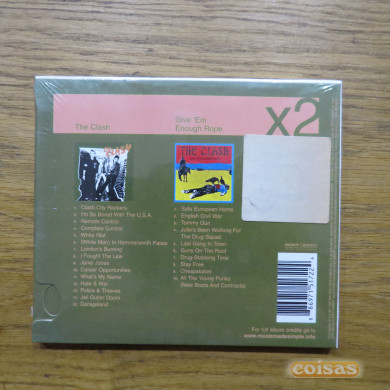 The Clash
Give 'Em
Enough Rope
x2
THE CLASH
Clash City Rockers
I'm So Bored With The U.S.A.
Remote Control
Complete Control
White Riot
(White Man) In Hammersmith Palais
London's Burning
I Fought The Law
Janie Jones
Career Opportunities
What's My Name
Hate & War
Police & Thieves
Jail Guitar Doors
Garageland
Safe European Home
English Civil War
Tommy Gun
Julie's Been Working For
The Drug Squad
Last Gang In Town
Guns On The Roof
Drug-Stabbing Time
Stay Free
Cheapskates
All The Young Punks
(New Boots And Contracts)
For full album credits go to
www.musicmadesimple.info
coisas